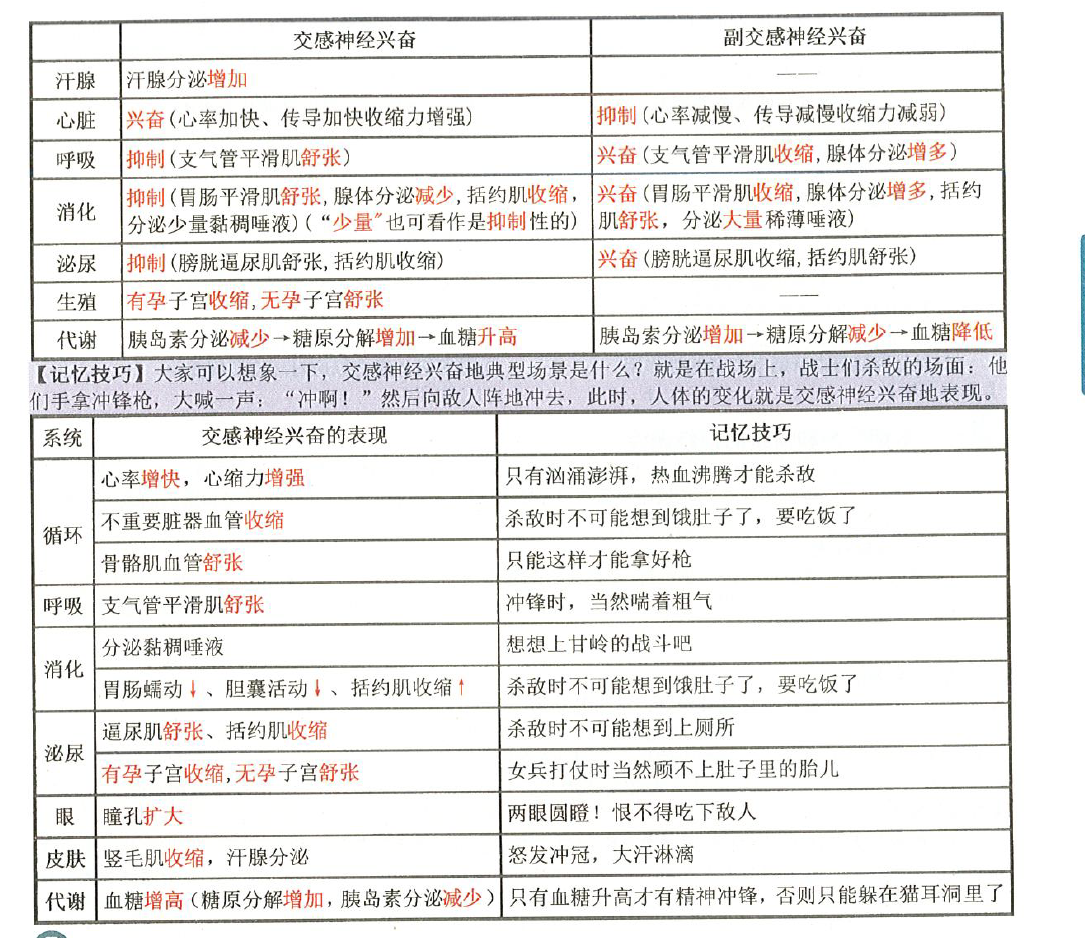 交感神经兴奋 副交感神经兴奋
汗腺 汗腺分泌增加 ——
心脏 兴奋(心率加快、传导加快收缩力增强) 抑制(心率减慢、传导减慢收缩力减弱)
呼吸 抑制(支气管平滑肌舒张) 兴奋(支气管平滑肌收缩,腺体分泌增多)
消化 抑制(胃肠平滑肌舒张,腺体分泌减少,括约肌收缩,
分泌少量黏稠唾液)(“少量”也可看作是抑制性的)
兴奋(胃肠平滑肌收缩,腺体分泌增多,括约
肌舒张，分泌大量稀薄唾液)
泌尿 抑制(膀胱逼尿肌舒张,括约肌收缩) 兴奋(膀胱逼尿肌收缩,括约肌舒张)
生殖 有孕子宫收缩,无孕子宫舒张 ——
代谢 胰岛素分泌减少→糖原分解增加→血糖升高 胰岛索分泌增加→糖原分解减少→血糖降低
【记忆技巧】大家可以想象一下，交感神经兴奋地典型场景是什么？就是在战场上，战士们杀敌的场面：他
们手拿冲锋枪，大喊一声：“冲啊！”然后向敌人阵地冲去，此时，人体的变化就是交感神经兴奋地表现。
系统 交感神经兴奋的表现 记忆技巧
循环 心率增快，心缩力增强 只有汹涌澎湃，热血沸腾才能杀敌
不重要脏器血管收缩 杀敌时不可能想到饿肚子了，要吃饭了
骨骼肌血管舒张 只能这样才能拿好枪
呼吸 支气管平滑肌舒张 冲锋时，当然喘着粗气
消化 分泌黏稠唾液 想想上甘岭的战斗吧
胃肠蠕动↓、胆囊活动↓、括约肌收缩↑ 杀敌时不可能想到饿肚子了，要吃饭了
泌尿 逼尿肌舒张、括约肌收缩 杀敌时不可能想到上厕所
有孕子宫收缩,无孕子宫舒张 女兵打仗时当然顾不上肚子里的胎儿
眼 瞳孔扩大 两眼圆瞪！恨不得吃下敌人
皮肤 竖毛肌收缩，汗腺分泌 怒发冲冠，大汗淋漓
代谢 血糖增高(糖原分解增加，胰岛素分泌减少) 只有血糖升高才有精神冲锋，否则只能躲在猫耳洞里了